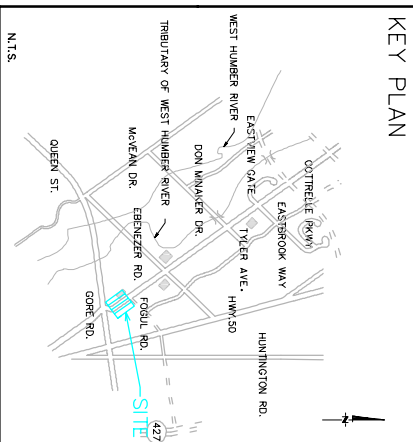 KEY PLAN
WEST HUMBER RIVER
TRIBUTARY OF WEST HUMBER RIVER
N.T.S.
COTTRELLE PKWY
EASTBROOK WAY
EASTVIEW GATE
DON MINAKER DR.
TYLER AVE.
McVEAN DR.
EBENEZER RD.
HWY.50
HUNTINGTON RD.
QUEEN ST.
FOGUL RD.
GORE RD.
SITE
427
N